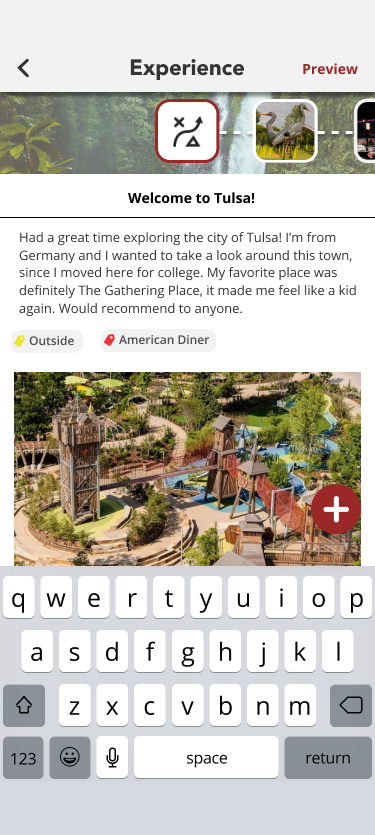 Experience
Preview
Welcome to Tulsa!
Had a great time exploring the city of Tulsa! I'm from
Germany and I wanted to take a look around this town,
since I moved here for college. My favorite place was
definitely The Gathering Place, it made me feel like a kid
again. Would recommend to anyone.
Outside
American Diner
q w e r t y u i o p
a s d f g h j k l
z x c v b n m
123 space return